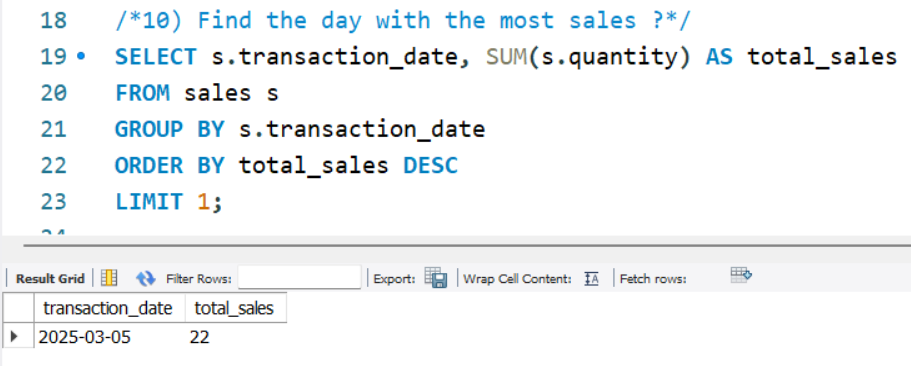 18 /*10) Find the day with the most sales ?*/
19 SELECT s.transaction_date, SUM(s.quantity) AS total_sales
20 FROM sales s
21 GROUP BY s.transaction_date
22 ORDER BY total_sales DESC
23 LIMIT 1;
Result Grid Filter Rows: Export: Wrap Cell Content: Fetch rows:
transaction_date total_sales
2025-03-05 22